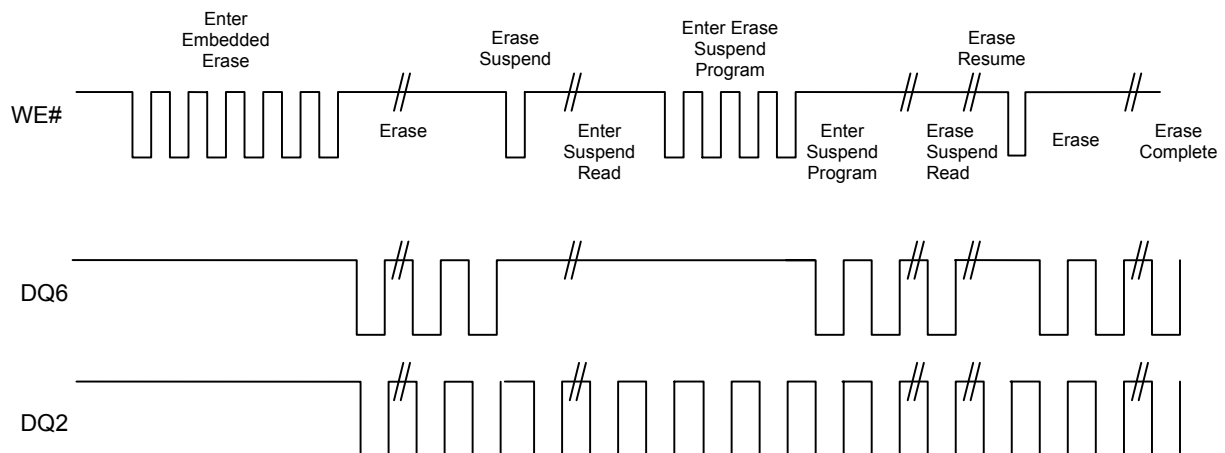 Enter
Embedded
Erase
Erase
Suspend
Enter Erase
Suspend
Program
Erase
Resume
WE#
Erase
Enter
Suspend
Read
Enter
Suspend
Program
Erase
Suspend
Read
Erase
Erase
Complete
DQ6
DQ2